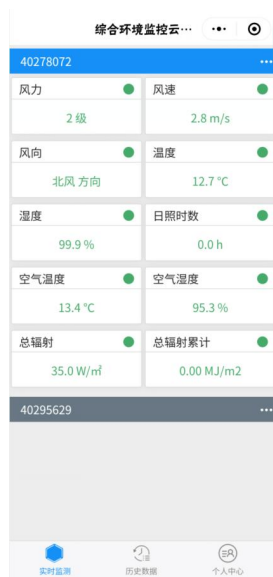 综合环境监控云…
40278072
风力
风速
2 级
2.8 m/s
风向
温度
北风 方向
12.7 °C
湿度
日照时数
99.9 %
0.0 h
空气温度
空气湿度
13.4 °C
95.3 %
总辐射
总辐射累计
35.0 W/㎡
0.00 MJ/m2
40295629
实时监测
历史数据
个人中心